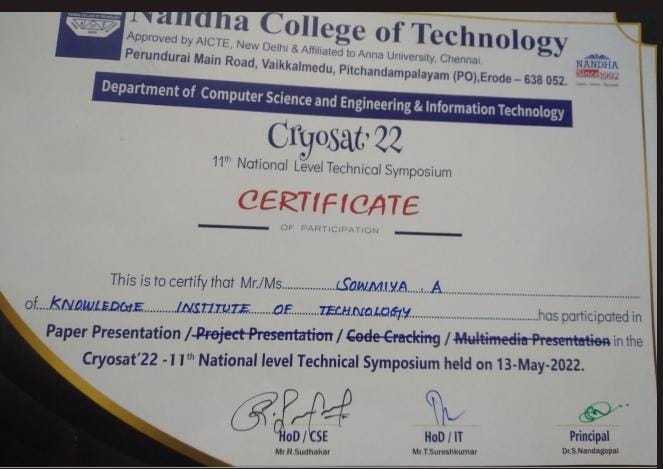 Nandha College of Technology
Approved by AICTE, New Delhi & Affiliated to Anna University, Chennai.
Perundurai Main Road, Vaikkalmedu, Pitchandampalayam (PO),Erode – 638 052.
NANDHA
Since1992
Department of Computer Science and Engineering & Information Technology
Cryosat'22
11th National Level Technical Symposium
CERTIFICATE
OF PARTICIPATION
This is to certify that Mr./Ms. SOWMIYA . A
of KNOWLEDGE INSTITUTE OF TECHNOLOGY has participated in
Paper Presentation / Project Presentation / Code Cracking / Multimedia Presentation in the
Cryosat'22 -11th National level Technical Symposium held on 13-May-2022.
HoD / CSE
Mr.R.Sudhakar
HoD / IT
Mr.T.Sureshkumar
Principal
Dr.S.Nandagopal